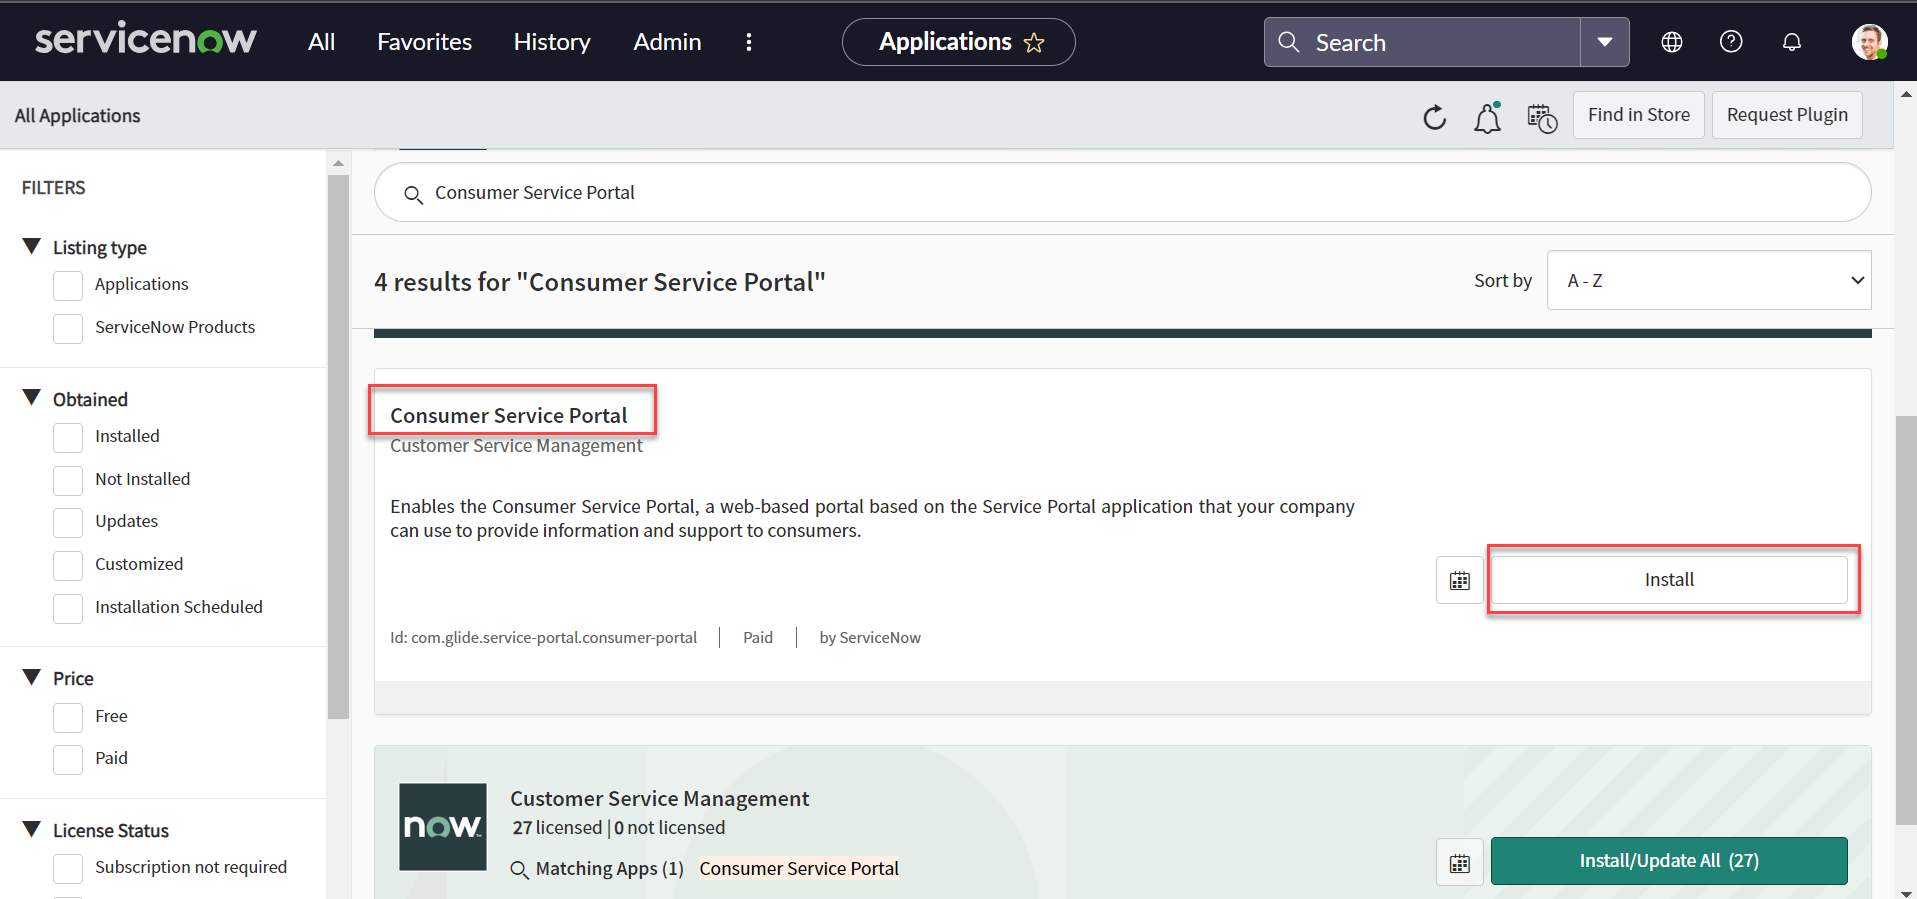 servicenow
All
Favorites
History
Admin
Applications
Search
All Applications
Find in Store
Request Plugin
FILTERS
Listing type
Applications
ServiceNow Products
Obtained
Installed
Not Installed
Updates
Customized
Installation Scheduled
Price
Free
Paid
License Status
Subscription not required
Consumer Service Portal
4 results for "Consumer Service Portal"
Sort by
A - Z
Consumer Service Portal
Customer Service Management
Enables the Consumer Service Portal, a web-based portal based on the Service Portal application that your company
can use to provide information and support to consumers.
Install
Id: com.glide.service-portal.consumer-portal | Paid | by ServiceNow
now
Customer Service Management
27 licensed | 0 not licensed
Matching Apps (1) Consumer Service Portal
Install/Update All (27)